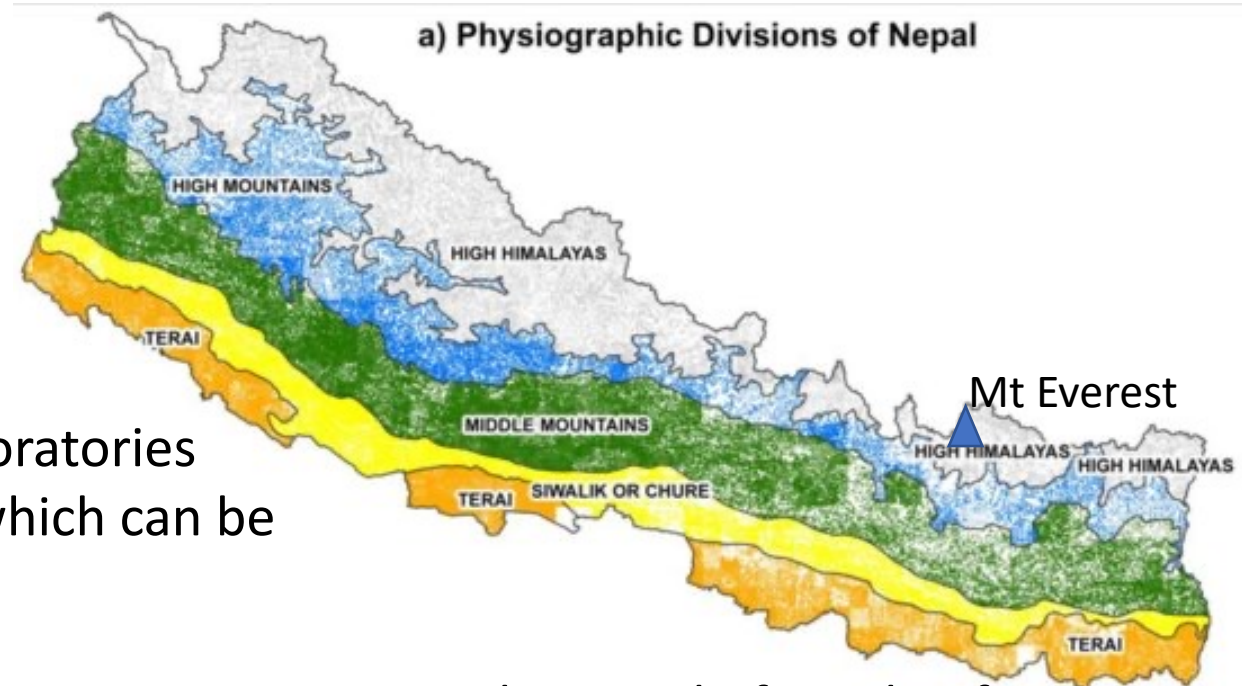 a) Physiographic Divisions of Nepal
HIGH MOUNTAINS
HIGH HIMALAYAS
TERAI
Mt Everest
MIDDLE MOUNTAINS
HIGH HIMALAYAS
HIGH HIMALAYAS
oratories
which can be
TERAI
SIWALIK OR CHURE
TERAI